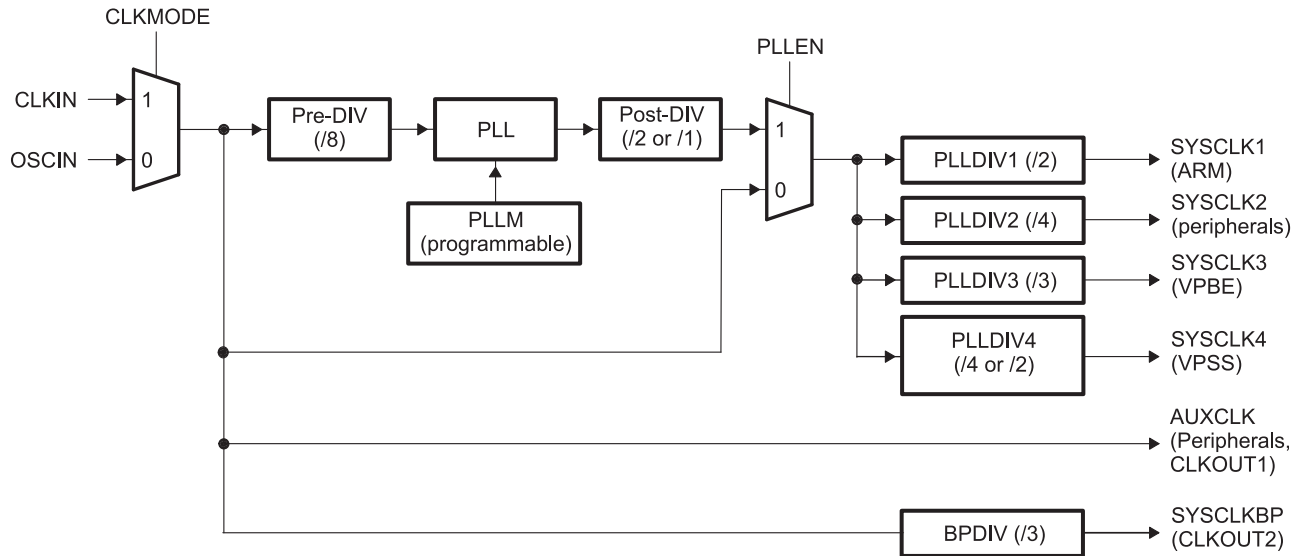 CLKMODE
PLLEN
CLKIN
1
OSCIN
0
Pre-DIV
(/8)
PLL
Post-DIV
(/2 or /1)
1
0
PLLM
(programmable)
PLLDIV1 (/2)
SYSCLK1
(ARM)
PLLDIV2 (/4)
SYSCLK2
(peripherals)
PLLDIV3 (/3)
SYSCLK3
(VPBE)
PLLDIV4
(/4 or /2)
SYSCLK4
(VPSS)
AUXCLK
(Peripherals,
CLKOUT1)
BPDIV (/3)
SYSCLKBP
(CLKOUT2)